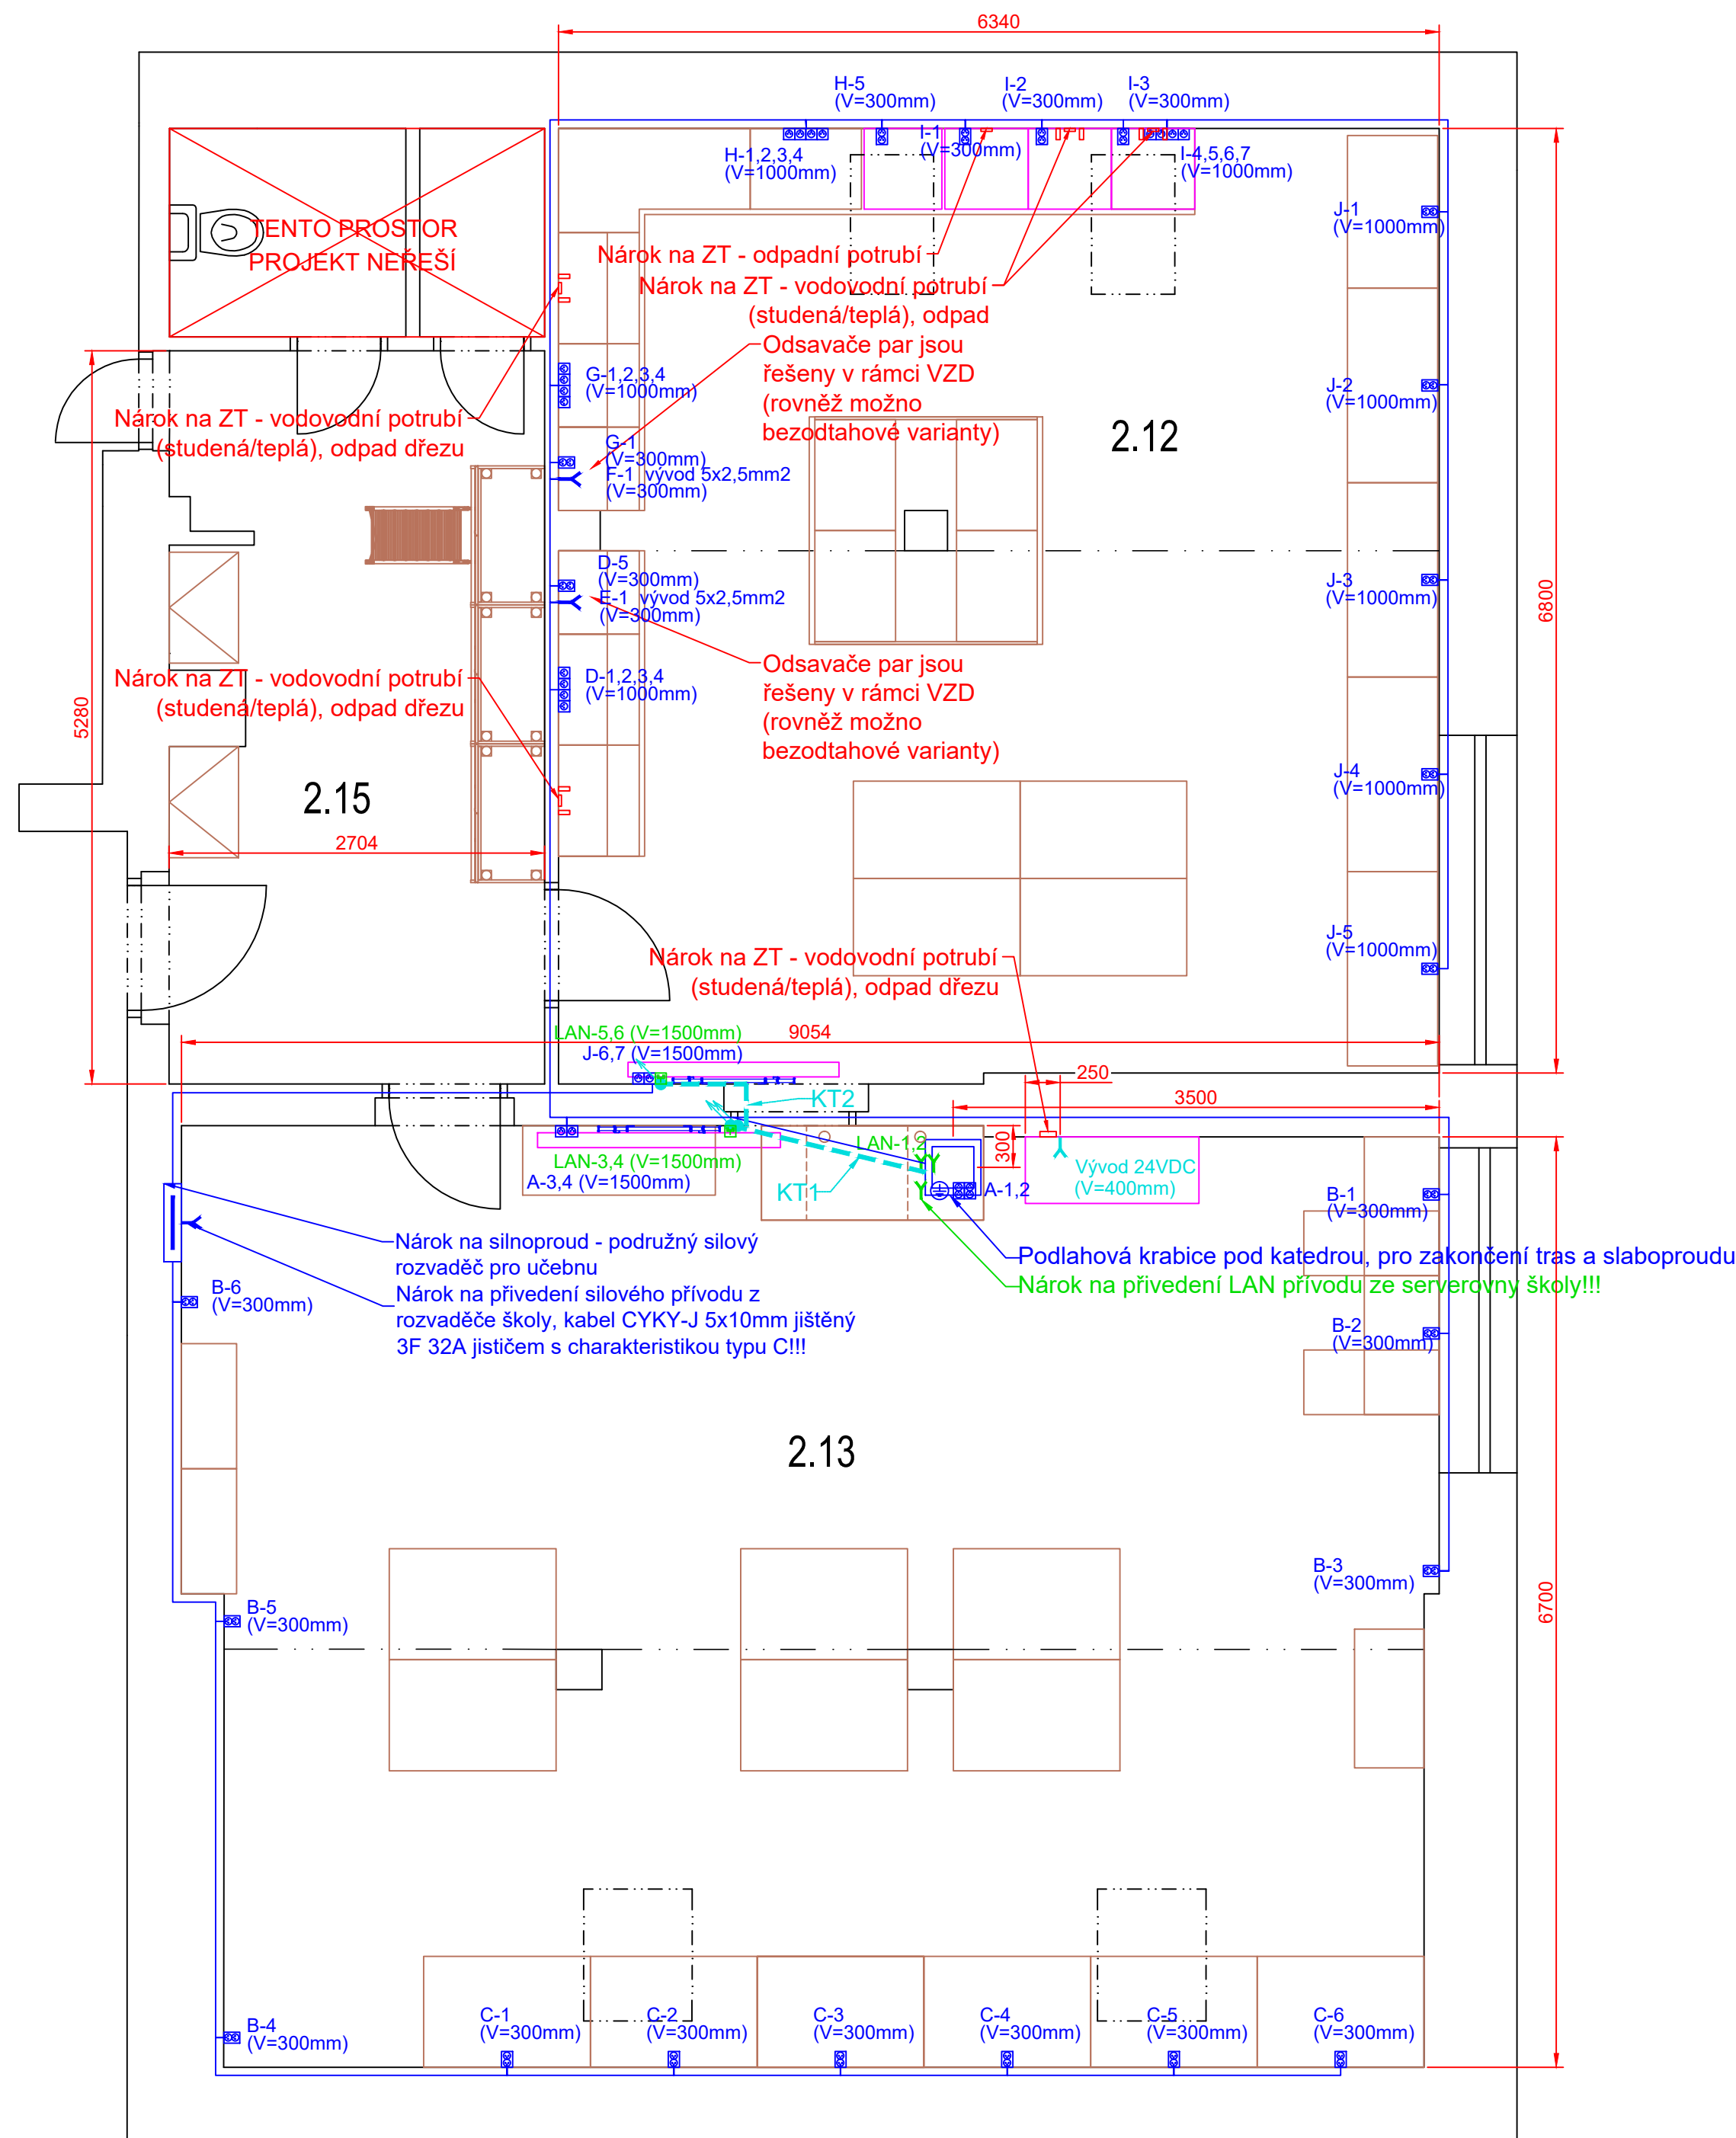 6340
H-5
(V=300mm)
I-2
(V=300mm)
I-3
(V=300mm)
I-1
(V=300mm)
H-1,2,3,4
(V=1000mm)
I-4,5,6,7
(V=1000mm)
TENTO PROSTOR
PROJEKT NEŘEŠÍ
J-1
(V=1000mm)
Nárok na ZT - odpadní potrubí
Nárok na ZT - vodovodní potrubí
(studená/teplá), odpad
Odsavače par jsou
řešeny v rámci VZD
(rovněž možno
bezodtahové varianty)
G-1,2,3,4
(V=1000mm)
J-2
(V=1000mm)
Nárok na ZT - vodovodní potrubí
(studená/teplá), odpad dřezu
2.12
G-1
(V=300mm)
F-1 vývod 5x2,5mm2
(V=300mm)
D-5
(V=300mm)
E-1 vývod 5x2,5mm2
(V=300mm)
J-3
(V=1000mm)
6800
Odsavače par jsou
řešeny v rámci VZD
(rovněž možno
bezodtahové varianty)
Nárok na ZT - vodovodní potrubí
(studená/teplá), odpad dřezu
D-1,2,3,4
(V=1000mm)
5280
2.15
2704
J-4
(V=1000mm)
J-5
(V=1000mm)
Nárok na ZT - vodovodní potrubí
(studená/teplá), odpad dřezu
LAN-5,6 (V=1500mm)
9054
J-6,7 (V=1500mm)
250
KT2
3500
300
LAN-1,2
LAN-3,4 (V=1500mm)
A-3,4 (V=1500mm)
KT1
A-1,2
Vývod 24VDC
(V=400mm)
B-1
(V=300mm)
Nárok na silnoproud - podružný silový
rozvaděč pro učebnu
Nárok na přivedení silového přívodu z
rozvaděče školy, kabel CYKY-J 5x10mm jištěný
3F 32A jističem s charakteristikou typu C!!!
Podlahová krabice pod katedrou, pro zakončení tras a slaboproudu
Nárok na přivedení LAN přívodu ze serverovny školy!!!
B-6
(V=300mm)
B-2
(V=300mm)
2.13
B-3
(V=300mm)
6700
B-5
(V=300mm)
B-4
(V=300mm)
C-1
(V=300mm)
C-2
(V=300mm)
C-3
(V=300mm)
C-4
(V=300mm)
C-5
(V=300mm)
C-6
(V=300mm)